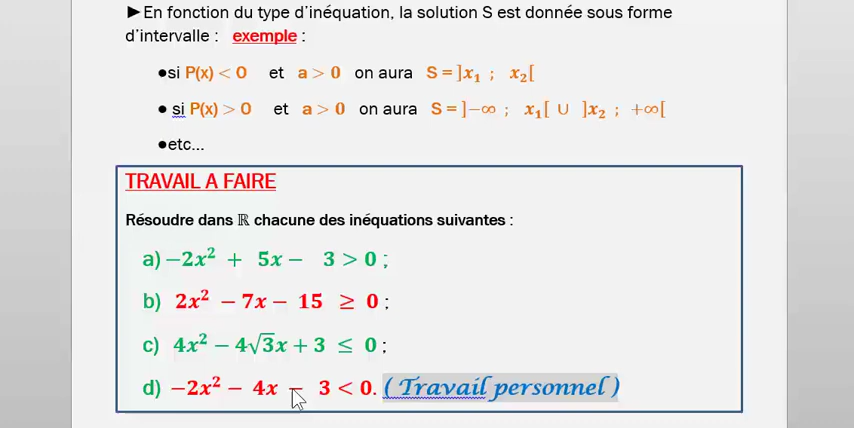 ►En fonction du type d'inéquation, la solution S est donnée sous forme
d'intervalle : exemple :
●si P(x) < 0 et a > 0 on aura S = ]x₁ ; x₂[
● si P(x) > 0 et a > 0 on aura S = ]−∞ ; x₁[ ∪ ]x₂ ; +∞[
●etc...
TRAVAIL A FAIRE
Résoudre dans ℝ chacune des inéquations suivantes :
a) −2x² + 5x − 3 > 0 ;
b) 2x² − 7x − 15 ≥ 0 ;
c) 4x² − 4√3x + 3 ≤ 0 ;
d) −2x² − 4x − 3 < 0. ( Travail personnel )